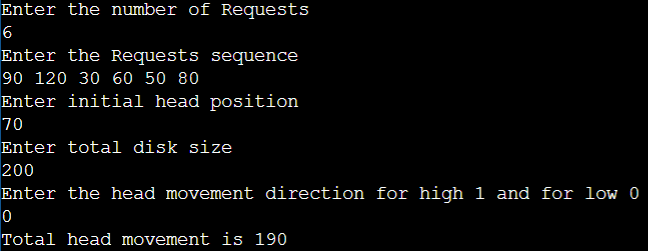 Enter the number of Requests
6
Enter the Requests sequence
90 120 30 60 50 80
Enter initial head position
70
Enter total disk size
200
Enter the head movement direction for high 1 and for low 0
0
Total head movement is 190